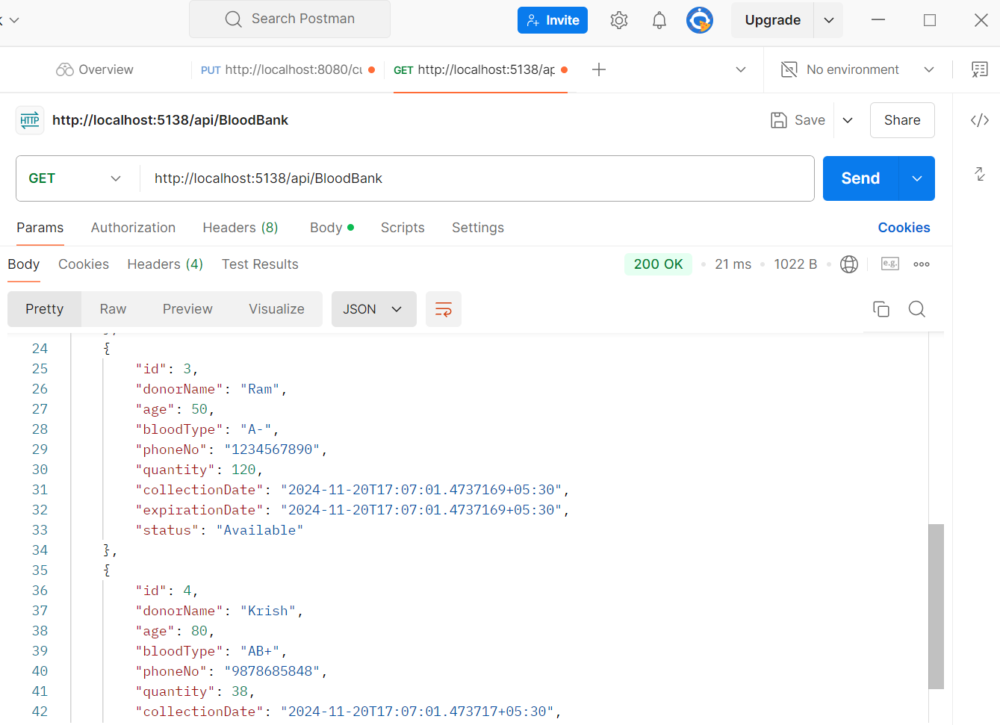 Search Postman
Invite
Upgrade
Overview
PUT http://localhost:8080/cu
GET http://localhost:5138/ap
No environment
HTTP http://localhost:5138/api/BloodBank
Save
Share
GET http://localhost:5138/api/BloodBank
Send
Params Authorization Headers (8) Body Scripts Settings Cookies
Body Cookies Headers (4) Test Results 200 OK 21 ms 1022 B e.g.
Pretty Raw Preview Visualize JSON
24 {
25 "id": 3,
26 "donorName": "Ram",
27 "age": 50,
28 "bloodType": "A-",
29 "phoneNo": "1234567890",
30 "quantity": 120,
31 "collectionDate": "2024-11-20T17:07:01.4737169+05:30",
32 "expirationDate": "2024-11-20T17:07:01.4737169+05:30",
33 "status": "Available"
34 },
35 {
36 "id": 4,
37 "donorName": "Krish",
38 "age": 80,
39 "bloodType": "AB+",
40 "phoneNo": "9878685848",
41 "quantity": 38,
42 "collectionDate": "2024-11-20T17:07:01.473717+05:30",